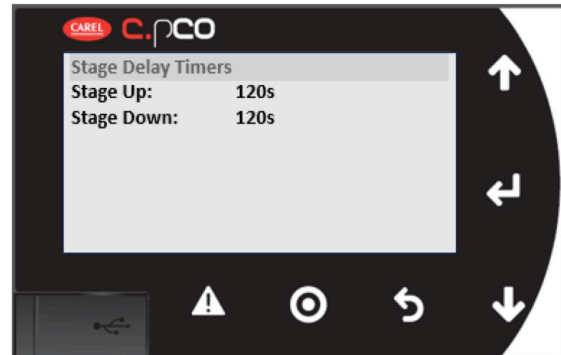 CAREL c.pCO
Stage Delay Timers
Stage Up: 120s
Stage Down: 120s